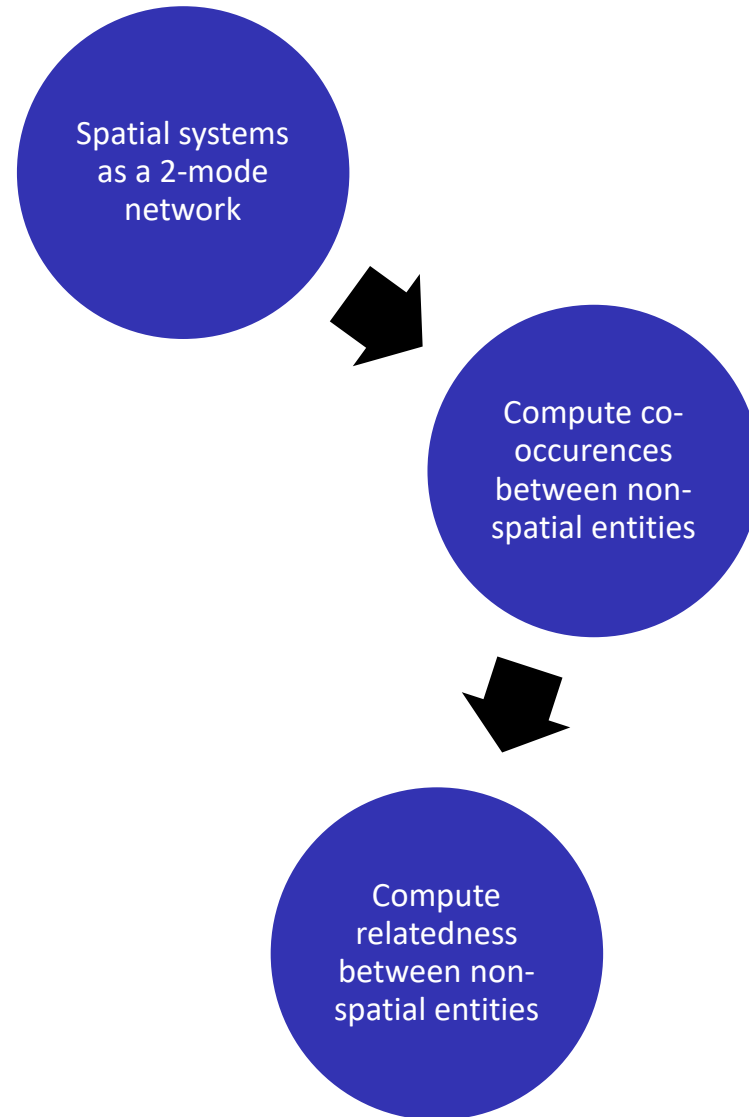 Spatial systems
as a 2-mode
network
Compute co-
occurences
between non-
spatial entities
Compute
relatedness
between non-
spatial entities